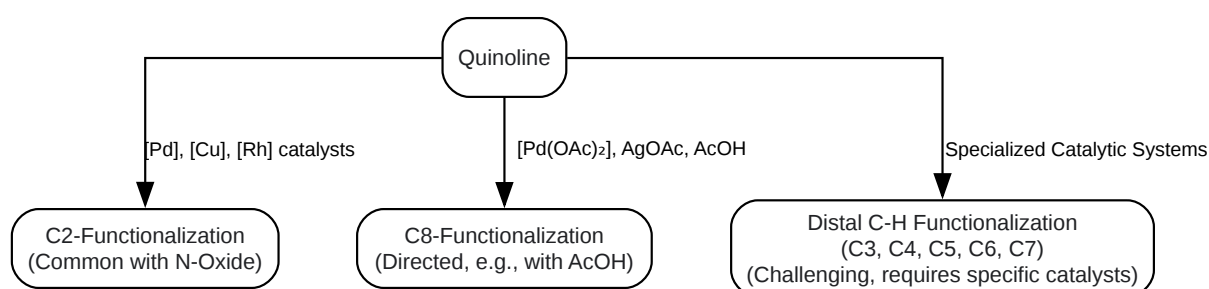 Quinoline
[Pd], [Cu], [Rh] catalysts
[Pd(OAc)₂], AgOAc, AcOH
Specialized Catalytic Systems
C2-Functionalization
(Common with N-Oxide)
C8-Functionalization
(Directed, e.g., with AcOH)
Distal C-H Functionalization
(C3, C4, C5, C6, C7)
(Challenging, requires specific catalysts)